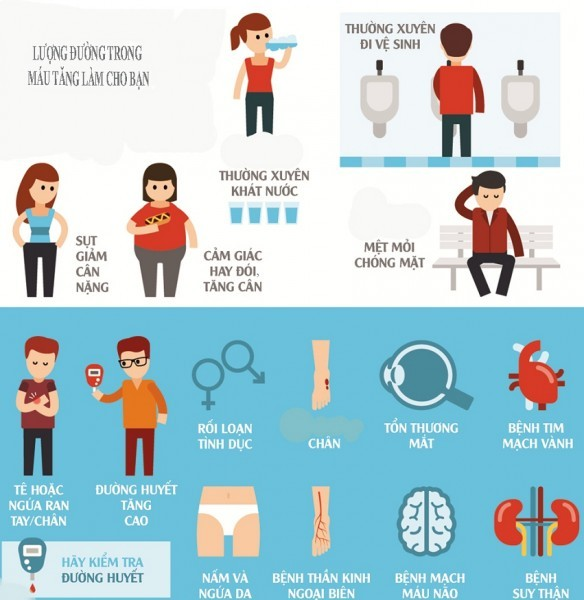 LƯỢNG ĐƯỜNG TRONG
MÁU TĂNG LÀM CHO BẠN
THƯỜNG XUYÊN
ĐI VỆ SINH
THƯỜNG XUYÊN
KHÁT NƯỚC
SỤT
GIẢM
CÂN
NẶNG
CẢM GIÁC
HAY ĐÓI,
TĂNG CÂN
MỆT MỎI
CHÓNG MẶT
TÊ HOẶC
NGỨA RAN
TAY/CHÂN
ĐƯỜNG HUYẾT
TĂNG
CAO
RỐI LOẠN
TÌNH DỤC
CHÂN
TỔN THƯƠNG
MẮT
BỆNH TIM
MẠCH VÀNH
HÃY KIỂM TRA
ĐƯỜNG HUYẾT
NẤM VÀ
NGỨA DA
BỆNH THẦN KINH
NGOẠI BIÊN
BỆNH MẠCH
MÁU NÃO
BỆNH
SUY THẬN